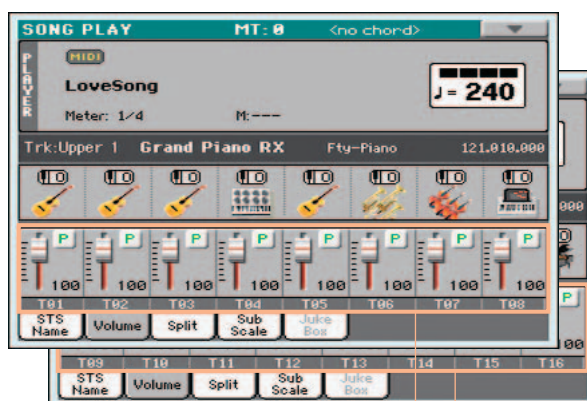 SONG PLAY MT: 0 <no chord>
PLAYER
MIDI
LoveSong
♩= 240
Meter: 1/4 M:---
Trk:Upper 1 Grand Piano RX Fty-Piano 121.010.000
000
P P P P P P P P
P
100 100 100 100 100 100 100 100
00
T01 T02 T03 T04 T05 T06 T07 T08
STS Name Volume Split Sub Scale Juke Box
T09 T10 T11 T12 T13 T14 T15 T16
STS Name Volume Split Sub Scale Juke Box